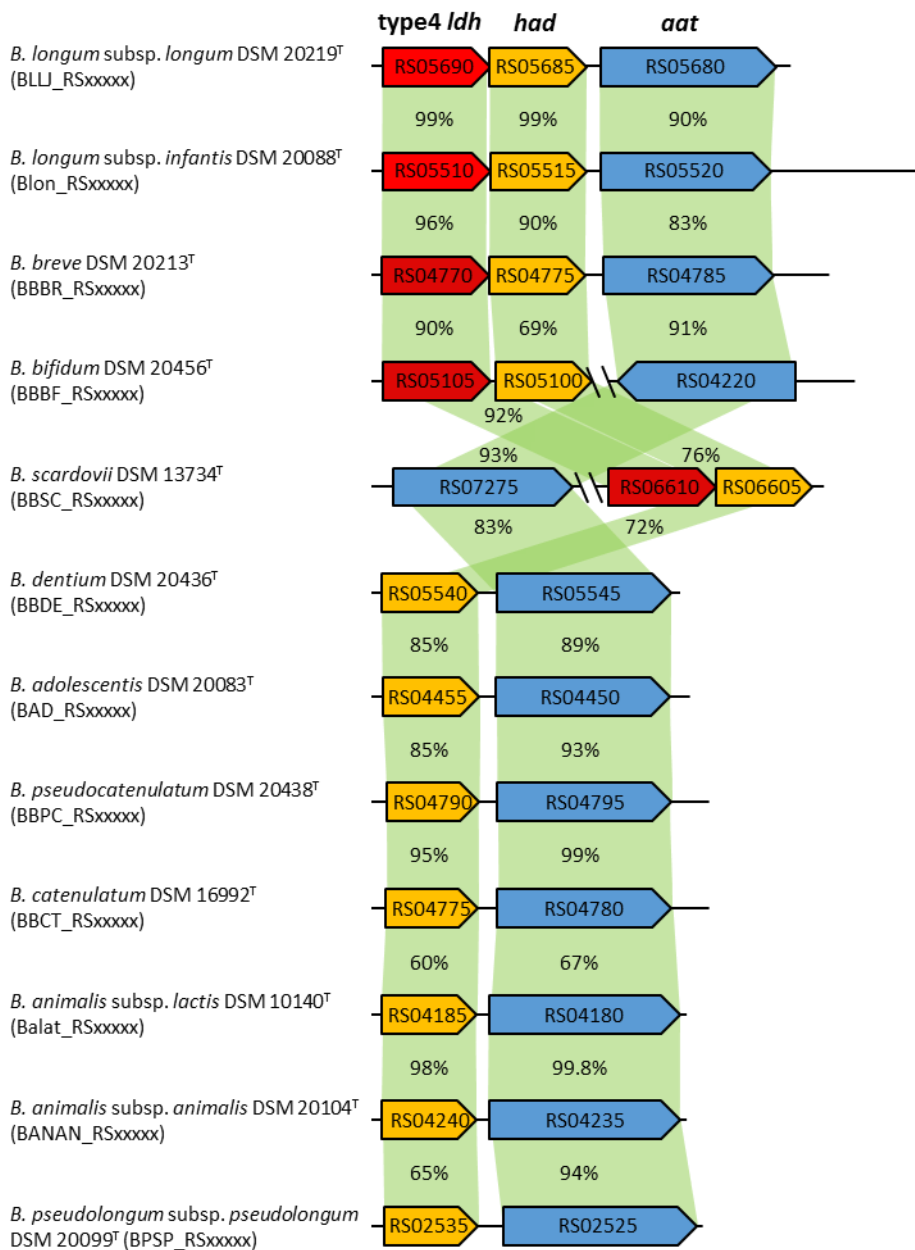 type4 ldh had aat
B. longum subsp. longum DSM 20219ᵀ
(BLLJ_RSxxxxx)
RS05690 RS05685 RS05680
99% 99% 90%
B. longum subsp. infantis DSM 20088ᵀ
(Blon_RSxxxxx)
RS05510 RS05515 RS05520
96% 90% 83%
B. breve DSM 20213ᵀ
(BBBR_RSxxxxx)
RS04770 RS04775 RS04785
90% 69% 91%
B. bifidum DSM 20456ᵀ
(BBBF_RSxxxxx)
RS05105 RS05100 RS04220
92%
93% 76%
B. scardovii DSM 13734ᵀ
(BBSC_RSxxxxx)
RS07275 RS06610 RS06605
83% 72%
B. dentium DSM 20436ᵀ
(BBDE_RSxxxxx)
RS05540 RS05545
85% 89%
B. adolescentis DSM 20083ᵀ
(BAD_RSxxxxx)
RS04455 RS04450
85% 93%
B. pseudocatenulatum DSM 20438ᵀ
(BBPC_RSxxxxx)
RS04790 RS04795
95% 99%
B. catenulatum DSM 16992ᵀ
(BBCT_RSxxxxx)
RS04775 RS04780
60% 67%
B. animalis subsp. lactis DSM 10140ᵀ
(Balat_RSxxxxx)
RS04185 RS04180
98% 99.8%
B. animalis subsp. animalis DSM 20104ᵀ
(BANAN_RSxxxxx)
RS04240 RS04235
65% 94%
B. pseudolongum subsp. pseudolongum
DSM 20099ᵀ (BPSP_RSxxxxx)
RS02535 RS02525